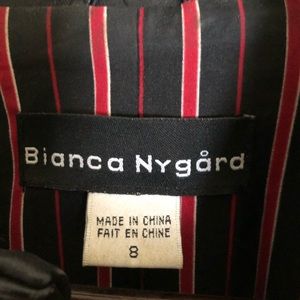 Bianca Nygård
MADE IN CHINA
FAIT EN CHINE
8